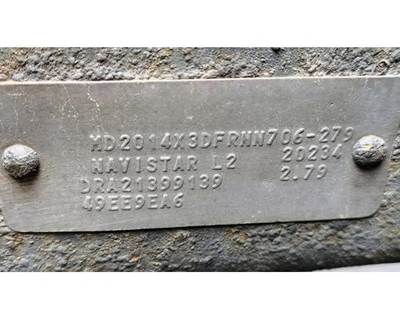 MD2014X3DFRNN706-279
NAVISTAR L2 20234
DRA21399139 2.79
49EE9EA6